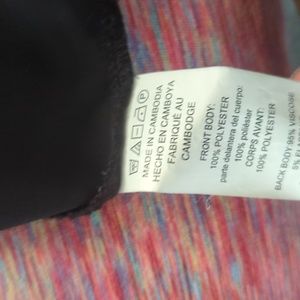 MADE IN CAMBODIA
HECHO EN CAMBOYA
FABRIQUÉ AU
CAMBODGE
FRONT BODY:
100% POLYESTER
parte delantera del cuerpo:
100% poliéster
CORPS AVANT:
100% POLYESTER
BACK BODY 95% VISCOSE
5%